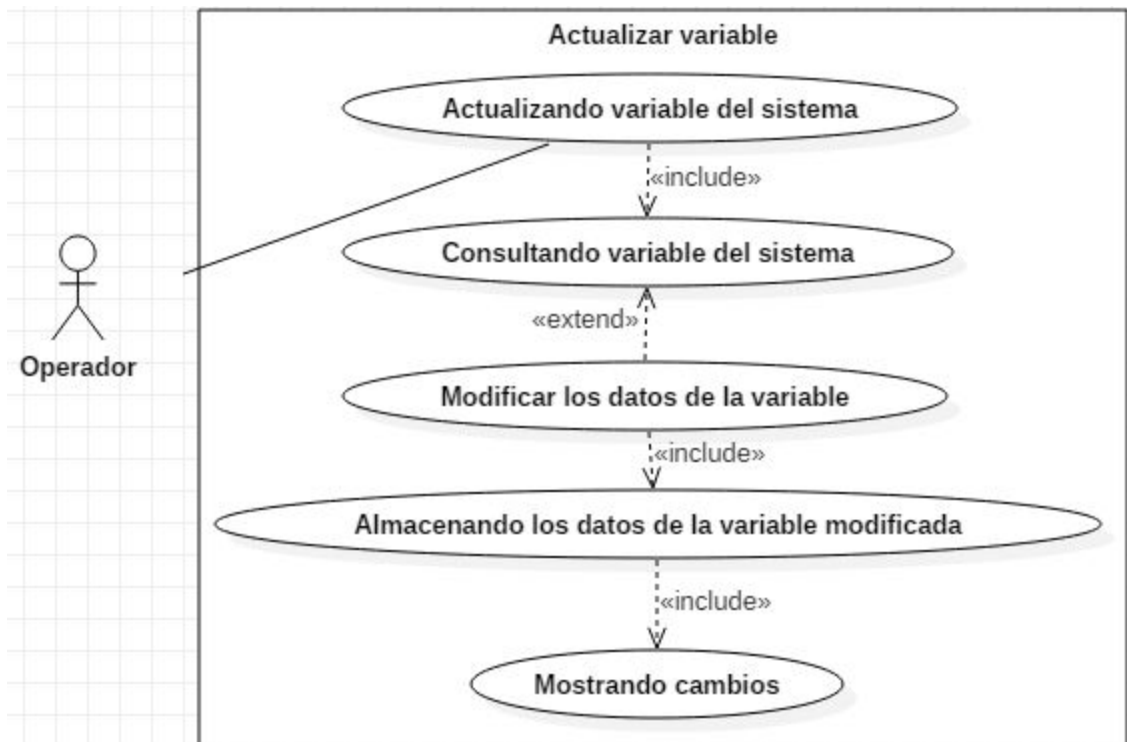 Actualizar variable
Actualizando variable del sistema
«include»
Consultando variable del sistema
«extend»
Operador
Modificar los datos de la variable
«include»
Almacenando los datos de la variable modificada
«include»
Mostrando cambios